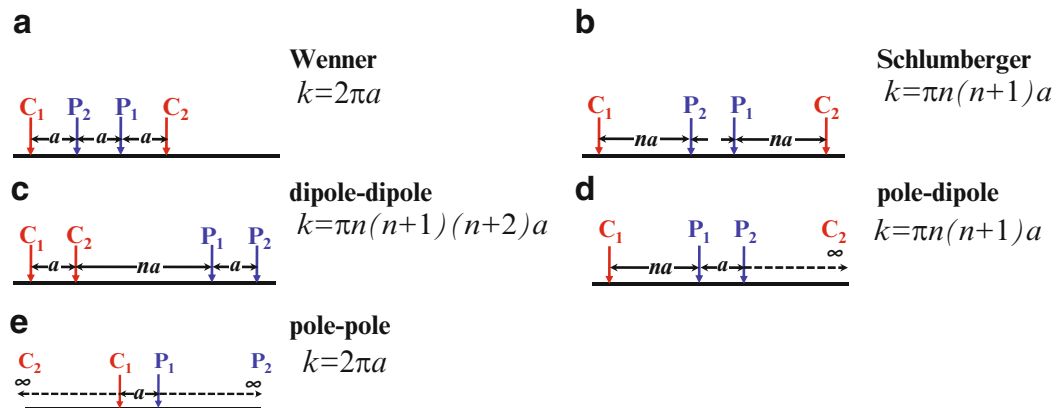 a
Wenner
k=2πa
C1 P2 P1 C2
a a a
b
Schlumberger
k=πn(n+1)a
C1 P2 P1 C2
na na
c
dipole-dipole
k=πn(n+1)(n+2)a
C1 C2 P1 P2
a na a
d
pole-dipole
k=πn(n+1)a
C1 P1 P2 C2
∞
na a
e
pole-pole
k=2πa
C2 C1 P1 P2
∞ ∞
a